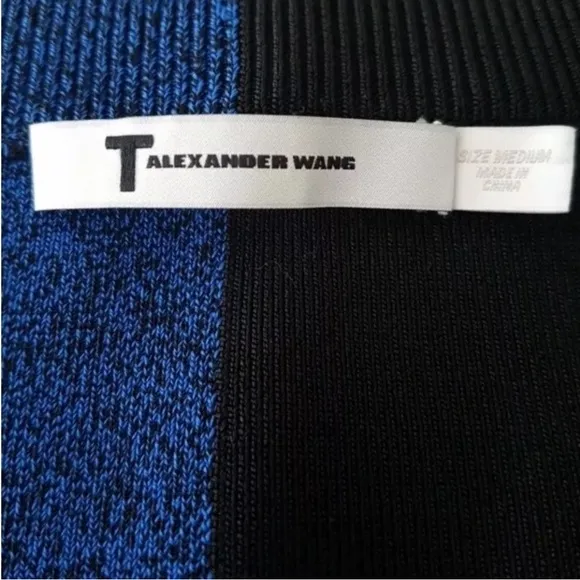 T ALEXANDER WANG
SIZE MEDIUM
MADE IN
CHINA